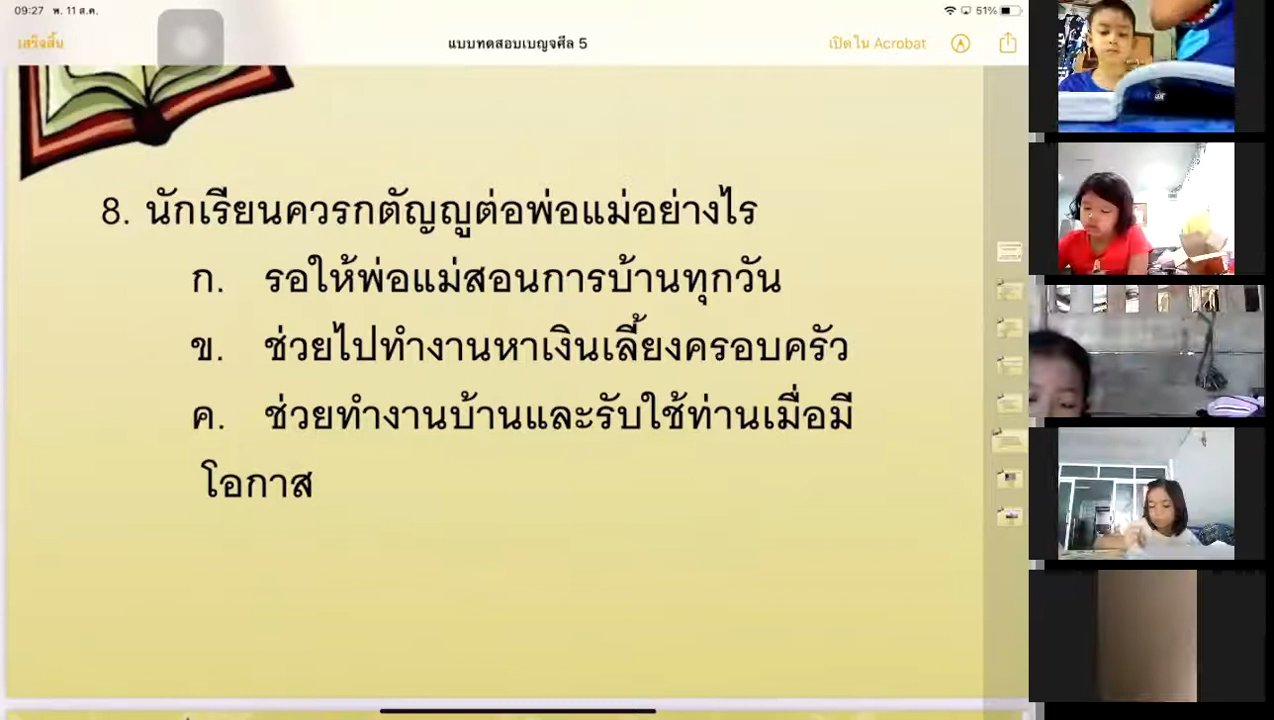 09:27 พ. 11 ส.ค.
51%
เสร็จสิ้น
แบบทดสอบเบญจศีล 5
เปิดใน Acrobat
8. นักเรียนควรกตัญญูต่อพ่อแม่อย่างไร
ก. รอให้พ่อแม่สอนการบ้านทุกวัน
ข. ช่วยไปทำงานหาเงินเลี้ยงครอบครัว
ค. ช่วยทำงานบ้านและรับใช้ท่านเมื่อมี
โอกาส